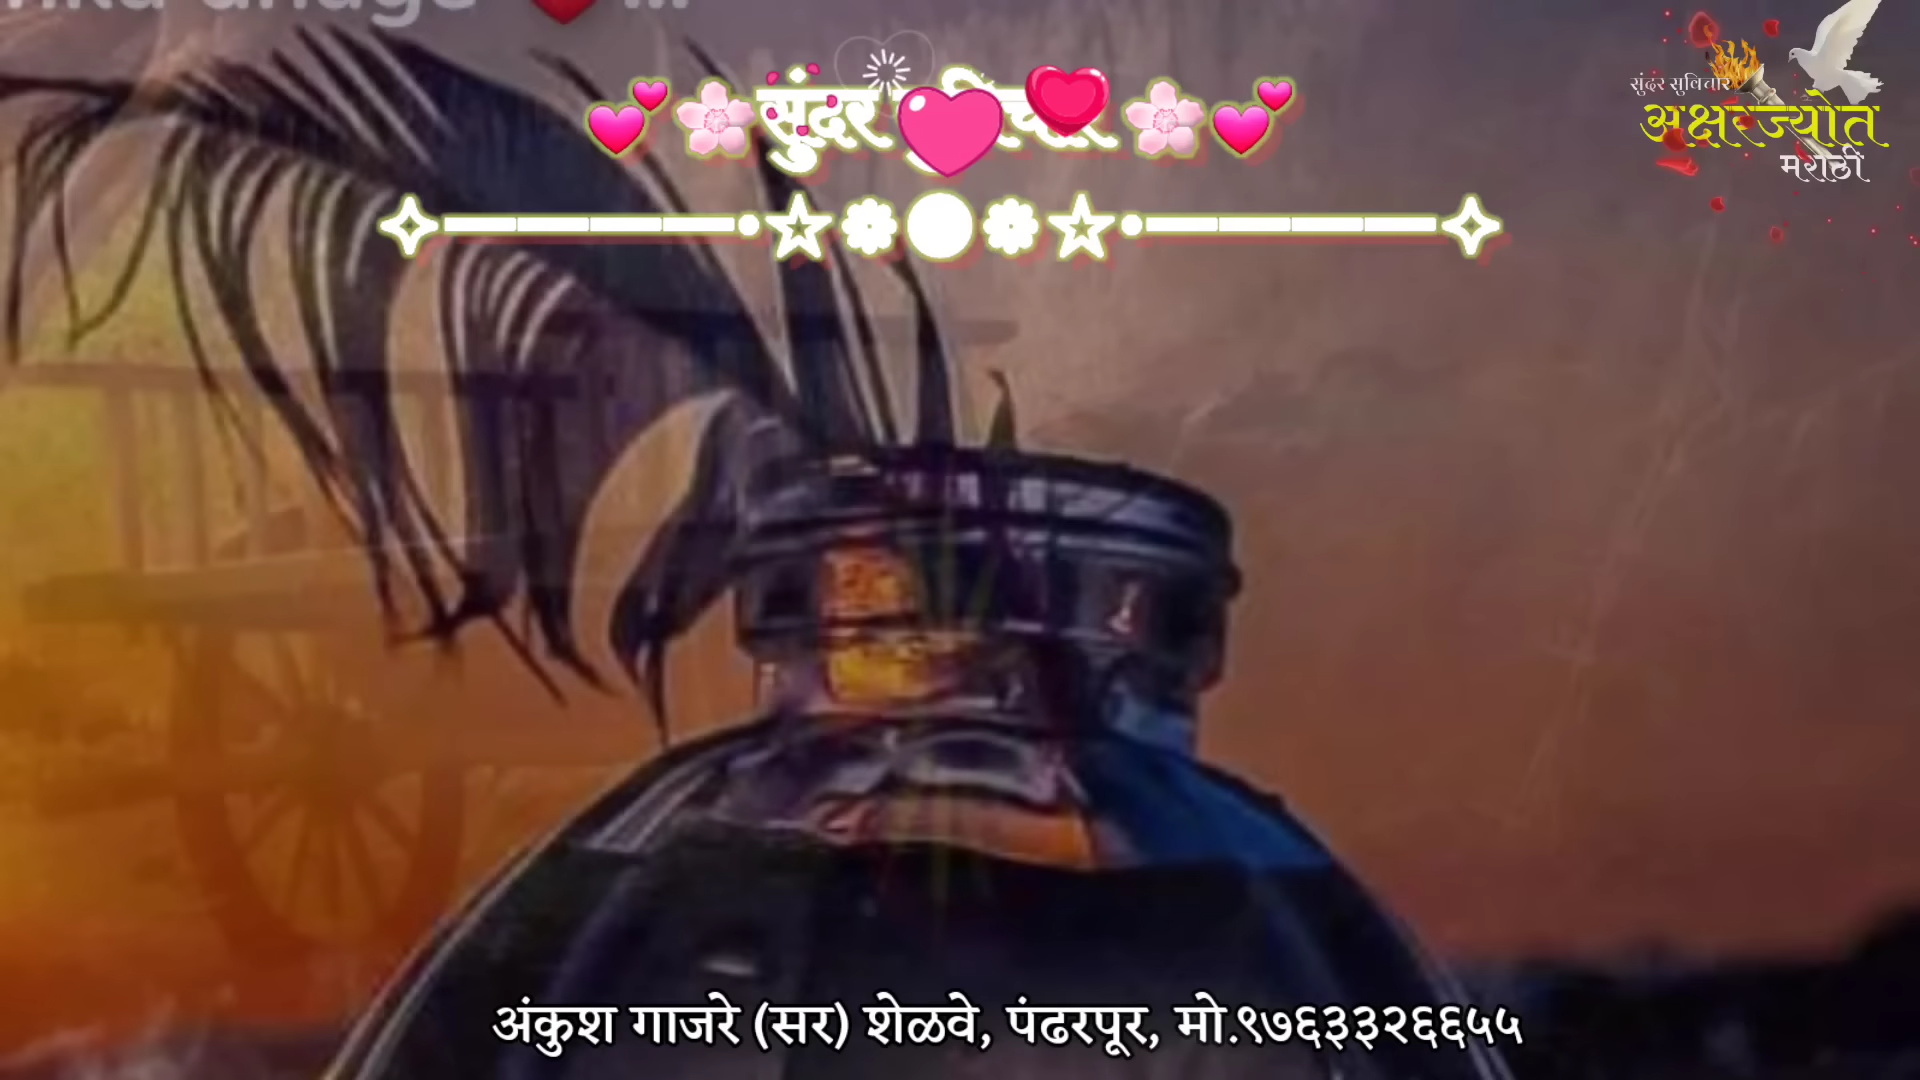 सुंदर सुविचार
अक्षरज्योत
मराठी
सुंदर
अंकुश गाजरे (सर) शेळवे, पंढरपूर, मो.९७६३३२६६५५